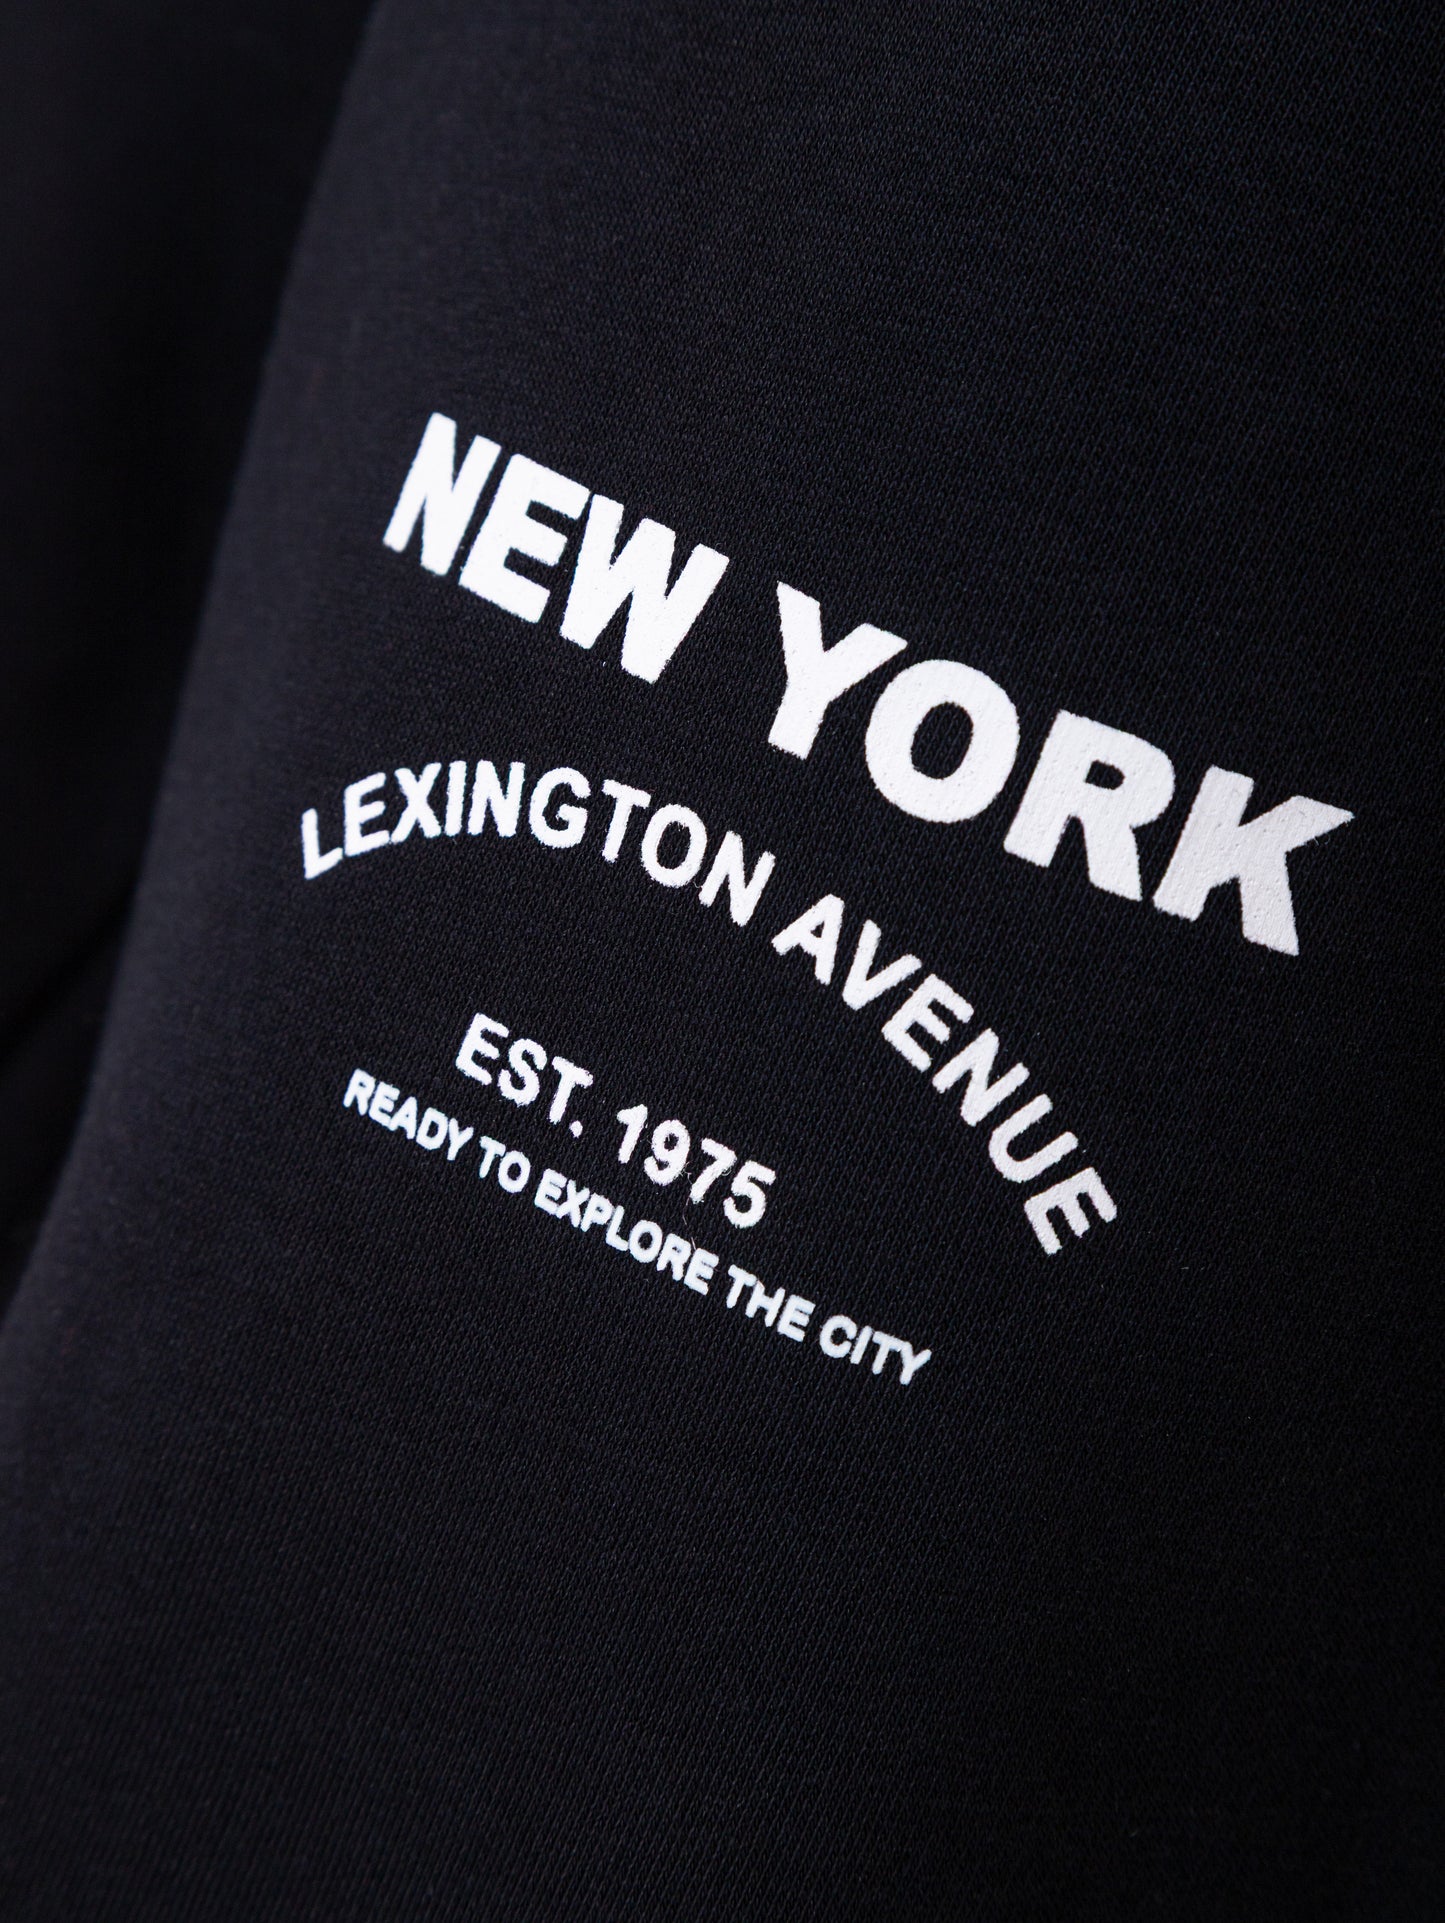 NEW YORK
LEXINGTON AVENUE
EST. 1975
READY TO EXPLORE THE CITY